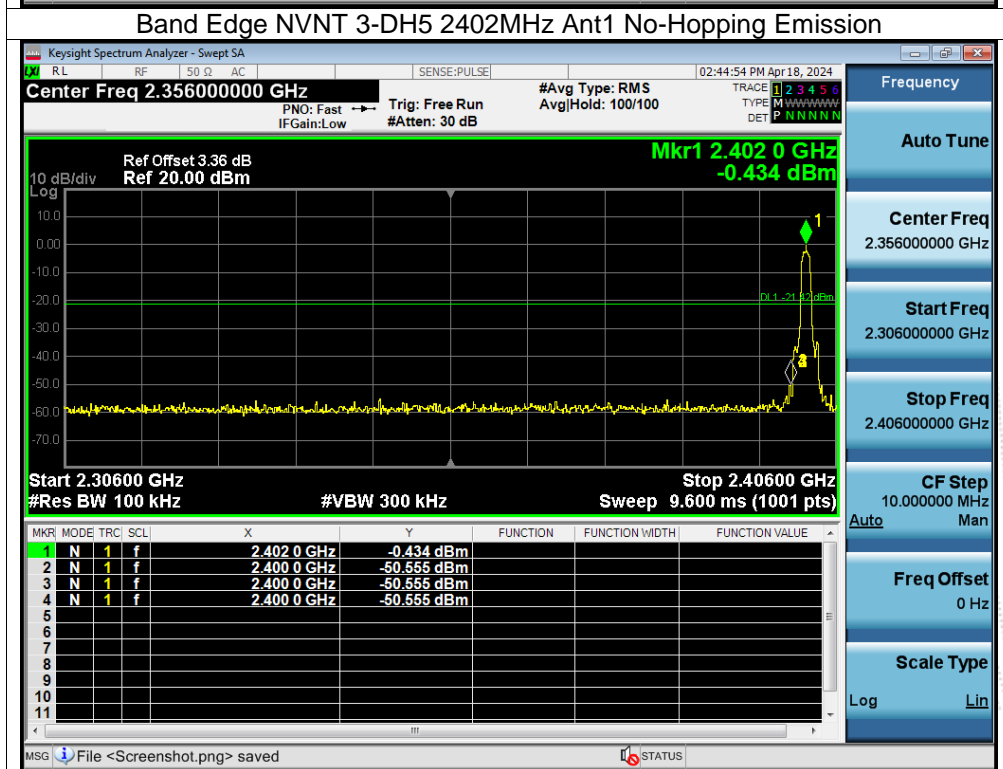 Band Edge NVNT 3-DH5 2402MHz Ant1 No-Hopping Emission
Keysight Spectrum Analyzer - Swept SA
LXI RL RF 50 Ω AC SENSE:PULSE 02:44:54 PM Apr 18, 2024
Center Freq 2.356000000 GHz #Avg Type: RMS TRACE 1 2 3 4 5 6
PNO: Fast Trig: Free Run Avg|Hold: 100/100 TYPE M WWWWW
IFGain:Low #Atten: 30 dB DET P N N N N N
Mkr1 2.402 0 GHz
Ref Offset 3.36 dB
10 dB/div Ref 20.00 dBm -0.434 dBm
Log
10.0
1
0.00
-10.0
-20.0
DL1 -21.42 dBm
-30.0
-40.0
-50.0
-60.0
-70.0
Start 2.30600 GHz Stop 2.40600 GHz
#Res BW 100 kHz #VBW 300 kHz Sweep 9.600 ms (1001 pts)
MKR MODE TRC SCL X Y FUNCTION FUNCTION WIDTH FUNCTION VALUE
1 N 1 f 2.402 0 GHz -0.434 dBm
2 N 1 f 2.400 0 GHz -50.555 dBm
3 N 1 f 2.400 0 GHz -50.555 dBm
4 N 1 f 2.400 0 GHz -50.555 dBm
5
6
7
8
9
10
11
MSG File <Screenshot.png> saved STATUS
Frequency
Auto Tune
Center Freq
2.356000000 GHz
Start Freq
2.306000000 GHz
Stop Freq
2.406000000 GHz
CF Step
10.000000 MHz
Auto Man
Freq Offset
0 Hz
Scale Type
Log Lin